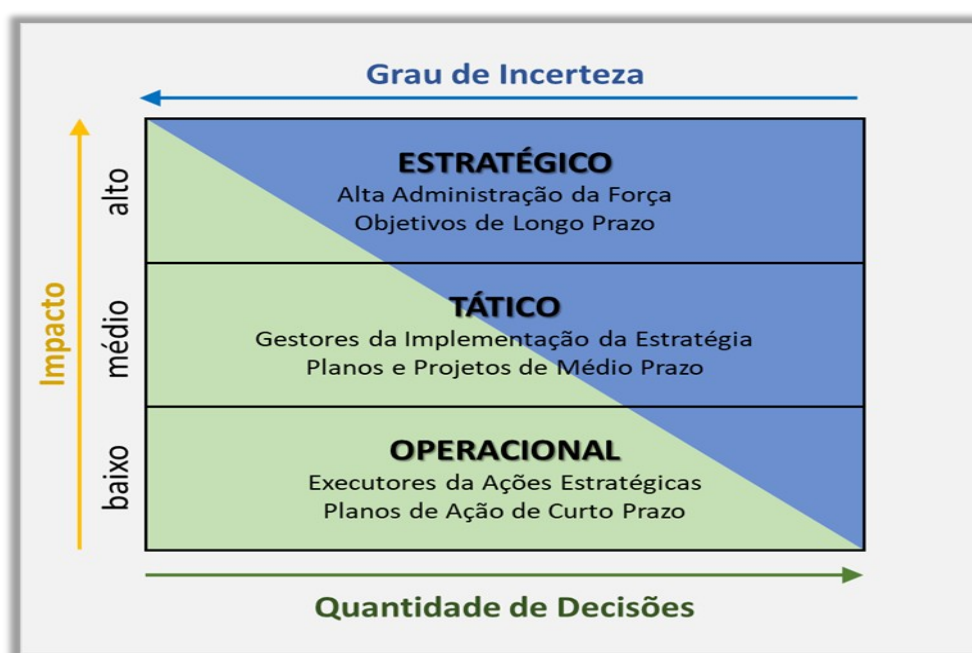 Grau de Incerteza
Impacto
alto
ESTRATÉGICO
Alta Administração da Força
Objetivos de Longo Prazo
médio
TÁTICO
Gestores da Implementação da Estratégia
Planos e Projetos de Médio Prazo
baixo
OPERACIONAL
Executores da Ações Estratégicas
Planos de Ação de Curto Prazo
Quantidade de Decisões